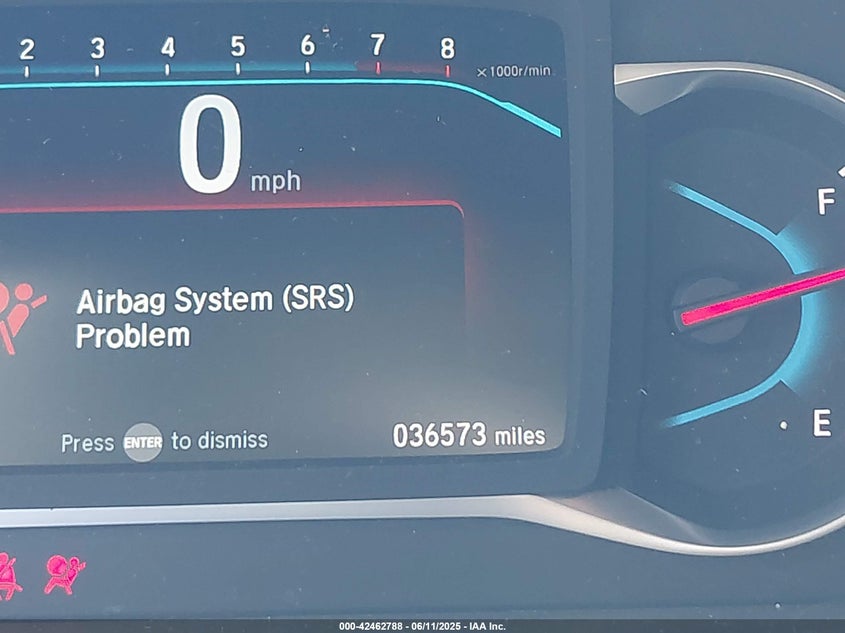 2 3 4 5 6 7 8
×1000r/min
0 mph
F
Airbag System (SRS)
Problem
E
Press ENTER to dismiss
036573 miles
000-42462788 - 06/11/2025 - IAA Inc.